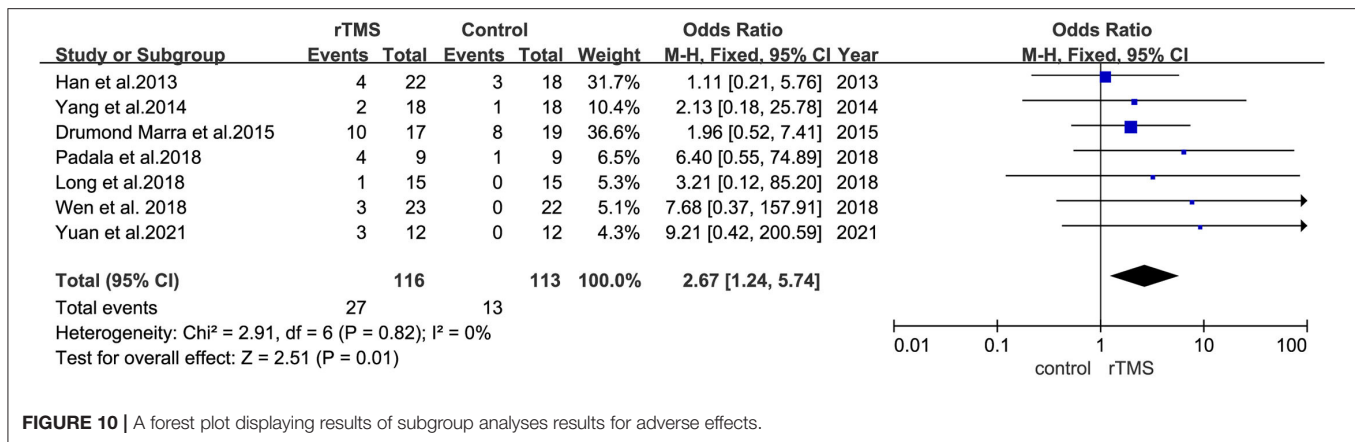 rTMS Control Odds Ratio Odds Ratio
Study or Subgroup Events Total Events Total Weight M-H, Fixed, 95% CI Year M-H, Fixed, 95% CI
Han et al.2013 4 22 3 18 31.7% 1.11 [0.21, 5.76] 2013
Yang et al.2014 2 18 1 18 10.4% 2.13 [0.18, 25.78] 2014
Drumond Marra et al.2015 10 17 8 19 36.6% 1.96 [0.52, 7.41] 2015
Padala et al.2018 4 9 1 9 6.5% 6.40 [0.55, 74.89] 2018
Long et al.2018 1 15 0 15 5.3% 3.21 [0.12, 85.20] 2018
Wen et al. 2018 3 23 0 22 5.1% 7.68 [0.37, 157.91] 2018
Yuan et al.2021 3 12 0 12 4.3% 9.21 [0.42, 200.59] 2021
Total (95% CI) 116 113 100.0% 2.67 [1.24, 5.74]
Total events 27 13
Heterogeneity: Chi² = 2.91, df = 6 (P = 0.82); I² = 0%
Test for overall effect: Z = 2.51 (P = 0.01)
0.01 0.1 1 10 100
control rTMS
FIGURE 10 | A forest plot displaying results of subgroup analyses results for adverse effects.